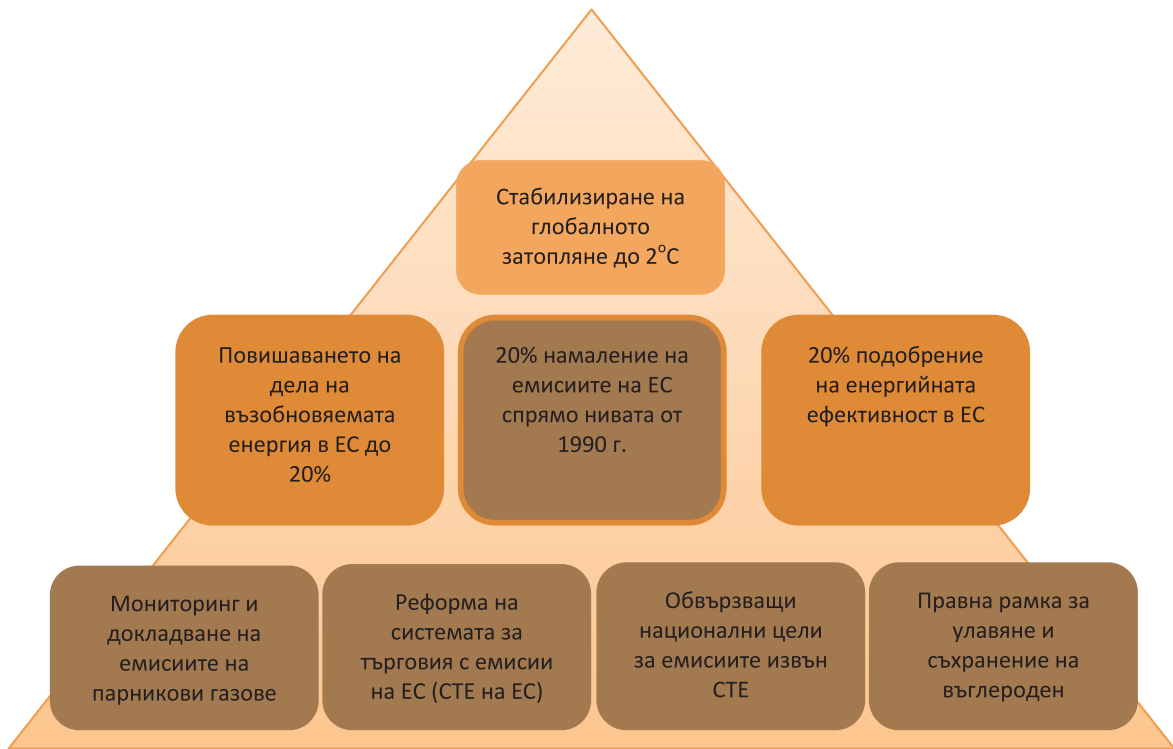 Стабилизиране на
глобалното
затопляне до 2°C
Повишаването на
дела на
възобновяемата
енергия в ЕС до
20%
20% намаление на
емисиите на ЕС
спрямо нивата от
1990 г.
20% подобрение
на енергийната
ефективност в ЕС
Мониторинг и
докладване на
емисиите на
парникови газове
Реформа на
системата за
търговия с емисии
на ЕС (СТЕ на ЕС)
Обвързващи
национални цели
за емисиите извън
СТЕ
Правна рамка за
улавяне и
съхранение на
въглероден